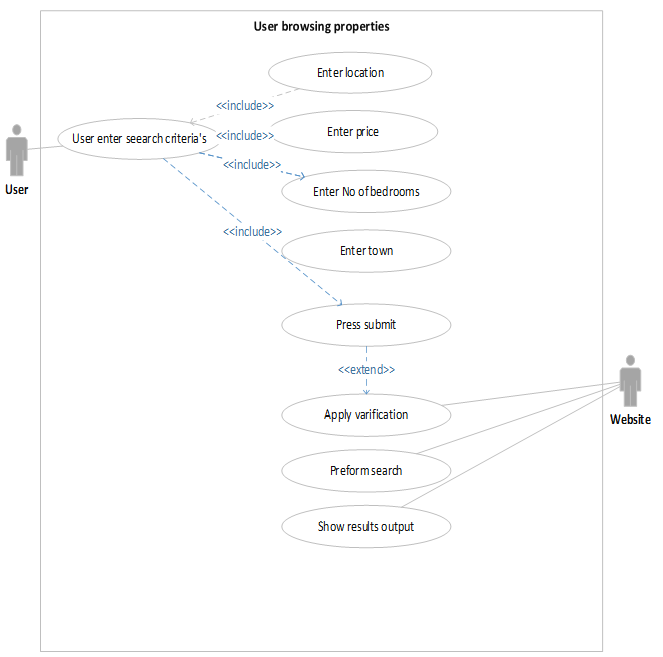 User browsing properties
Enter location
<<include>>
Enter price
<<include>>
User enter seearch criteria's
<<include>>
Enter No of bedrooms
User
<<include>>
Enter town
Press submit
<<extend>>
Apply varification
Website
Preform search
Show results output